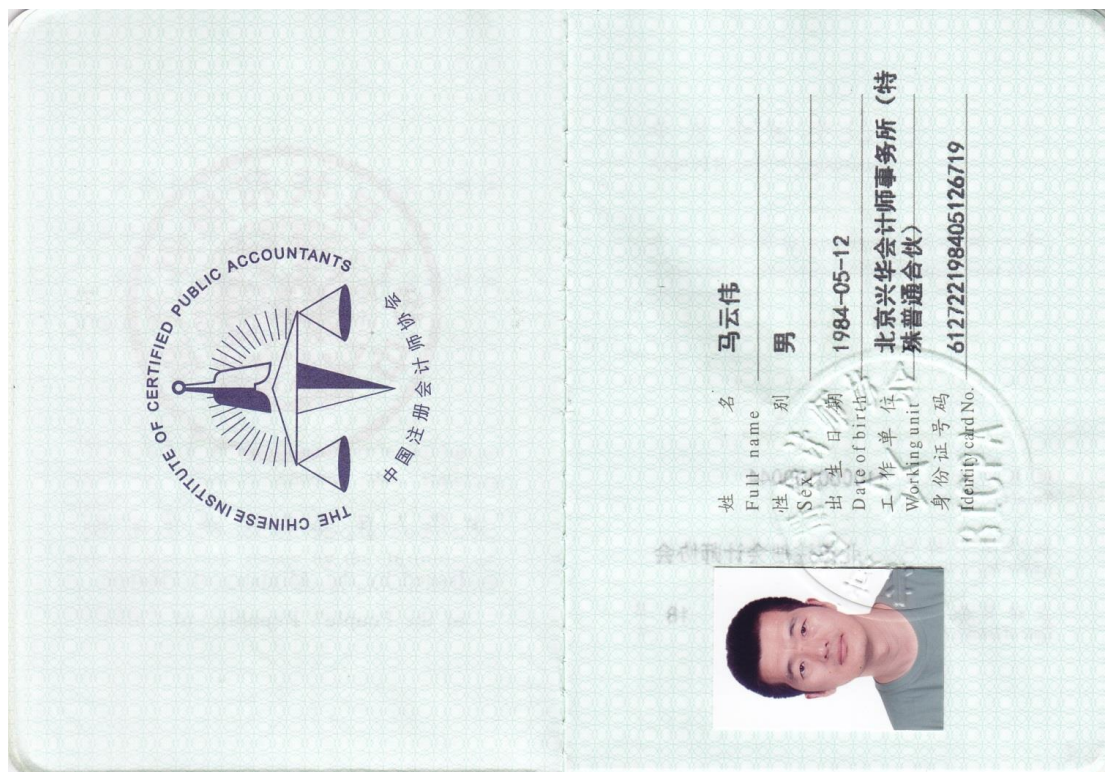 THE CHINESE INSTITUTE OF CERTIFIED PUBLIC ACCOUNTANTS
中国注册会计师协会
姓 名 马云伟
Full name
性 别 男
Sex
出 生 日 期 1984-05-12
Date of birth
工 作 单 位 北京兴华会计师事务所（特
Working unit 殊普通合伙）
身 份 证 号 码 612722198405126719
Identity card No.
BICPA